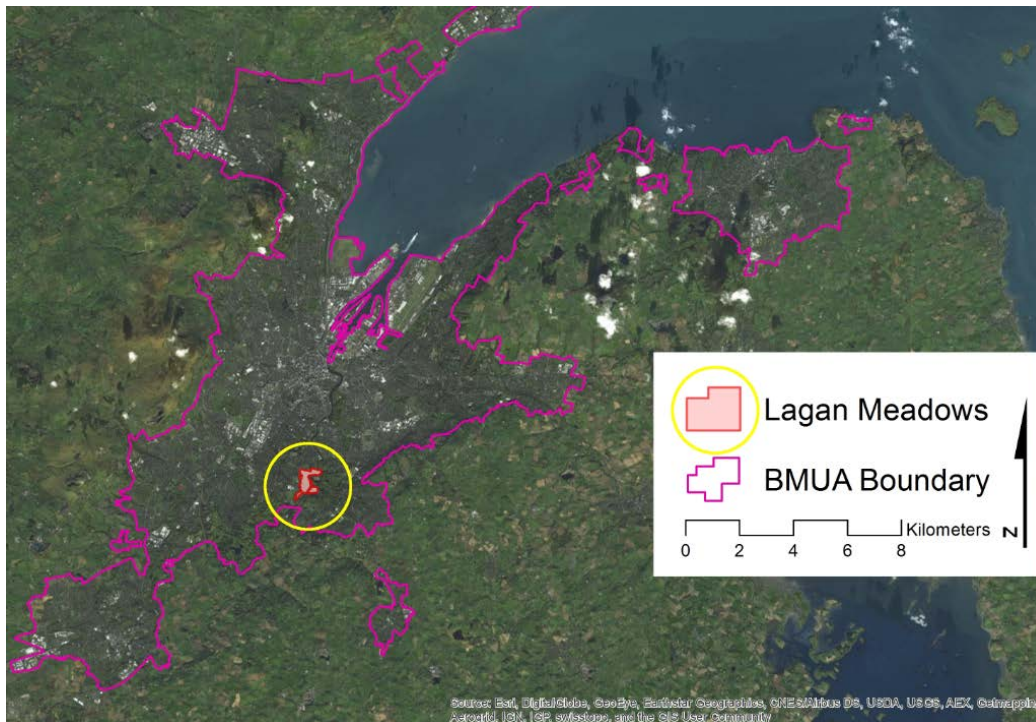 Lagan Meadows
BMUA Boundary
Kilometers
0 2 4 6 8
N
Source: Esri, DigitalGlobe, GeoEye, Earthstar Geographics, CNES/Airbus DS, USDA, USGS, AEX, Getmapping,
Aerogrid, IGN, IGP, swisstopo, and the GIS User Community